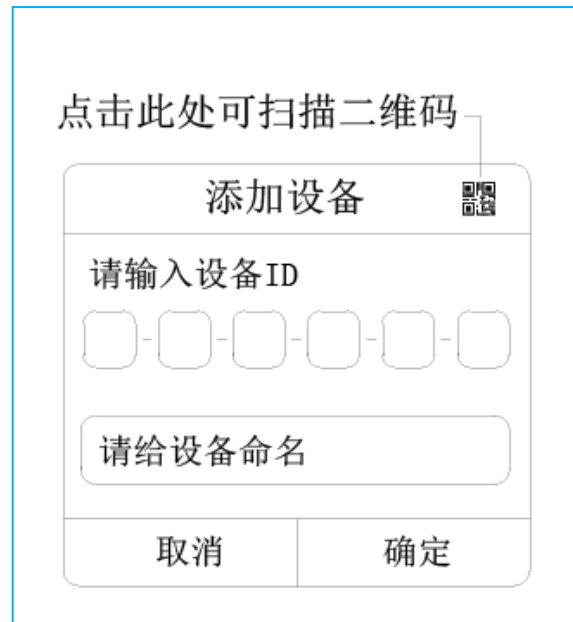 点击此处可扫描二维码
添加设备
请输入设备ID
- - - - -
请给设备命名
取消 确定